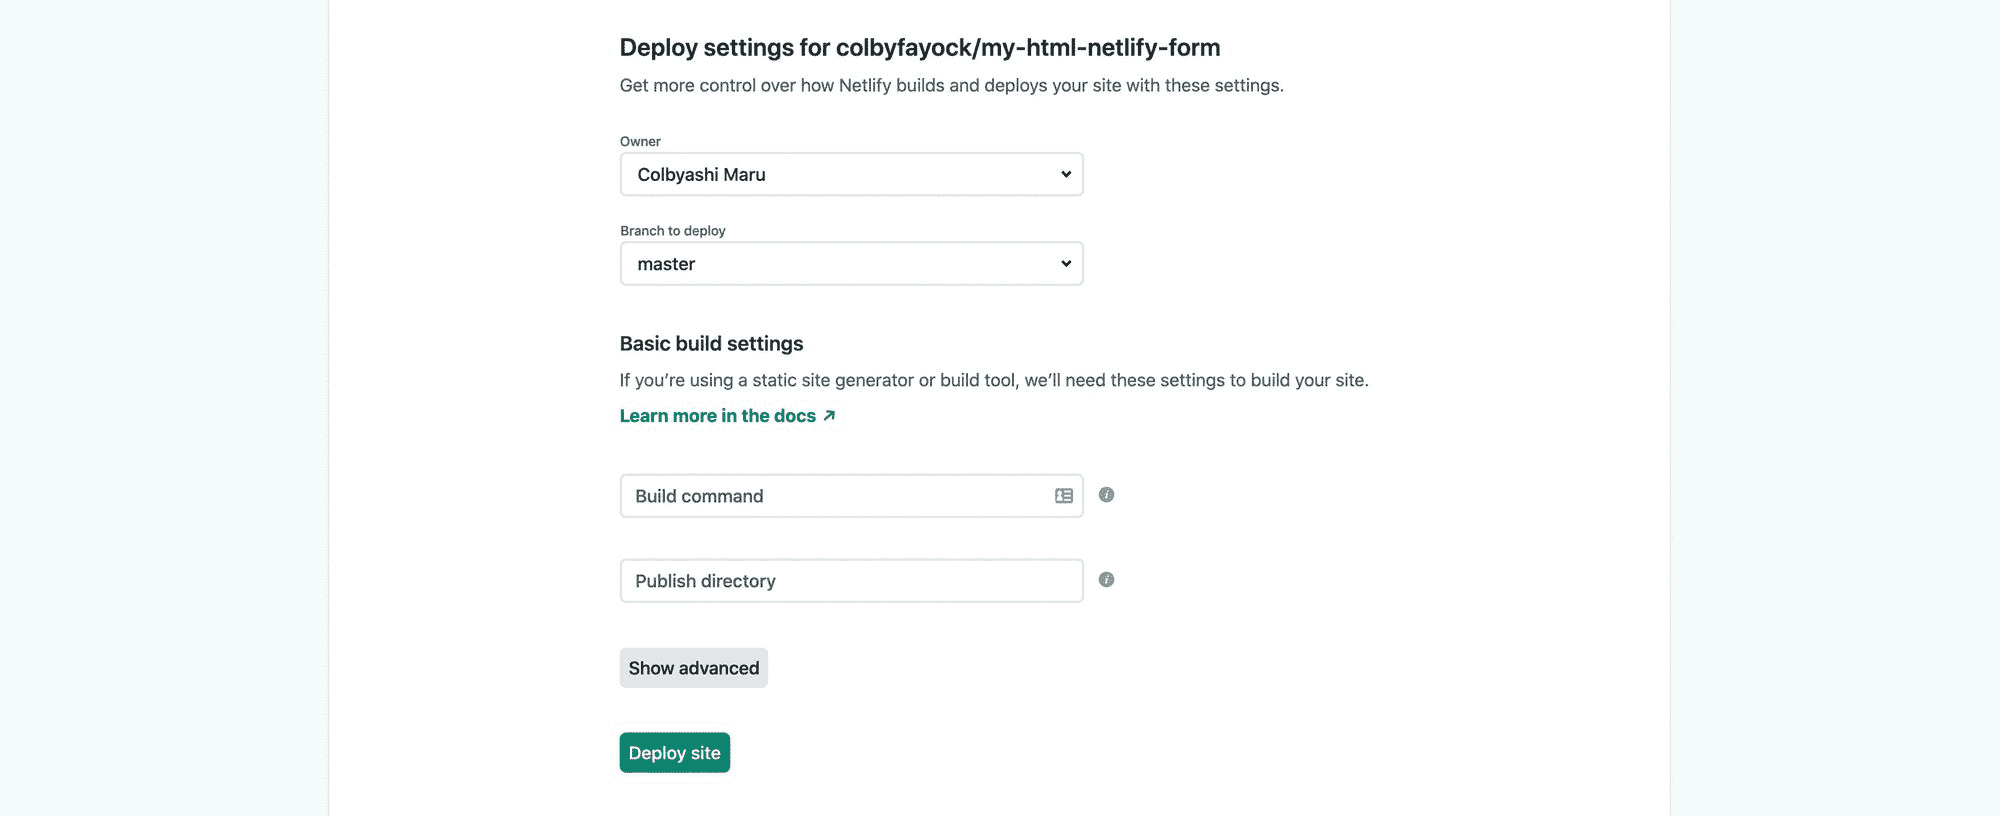 Deploy settings for colbyfayock/my-html-netlify-form
Get more control over how Netlify builds and deploys your site with these settings.
Owner
Colbyashi Maru
Branch to deploy
master
Basic build settings
If you’re using a static site generator or build tool, we’ll need these settings to build your site.
Learn more in the docs ↗
Build command
Publish directory
Show advanced
Deploy site